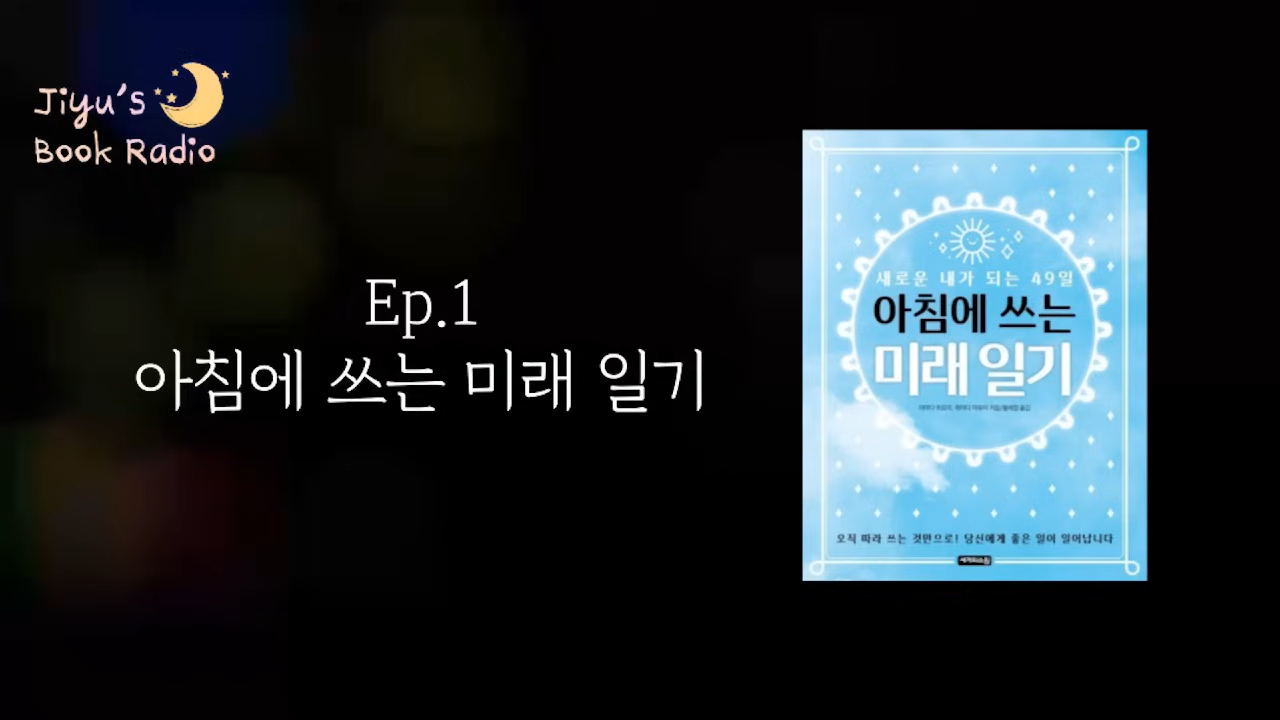 Jiyu's
Book Radio
Ep.1
아침에 쓰는 미래 일기
새로운 내가 되는 49일
아침에 쓰는
미래 일기
오직 따라 쓰는 것만으로! 당신에게 좋은 일이 일어납니다